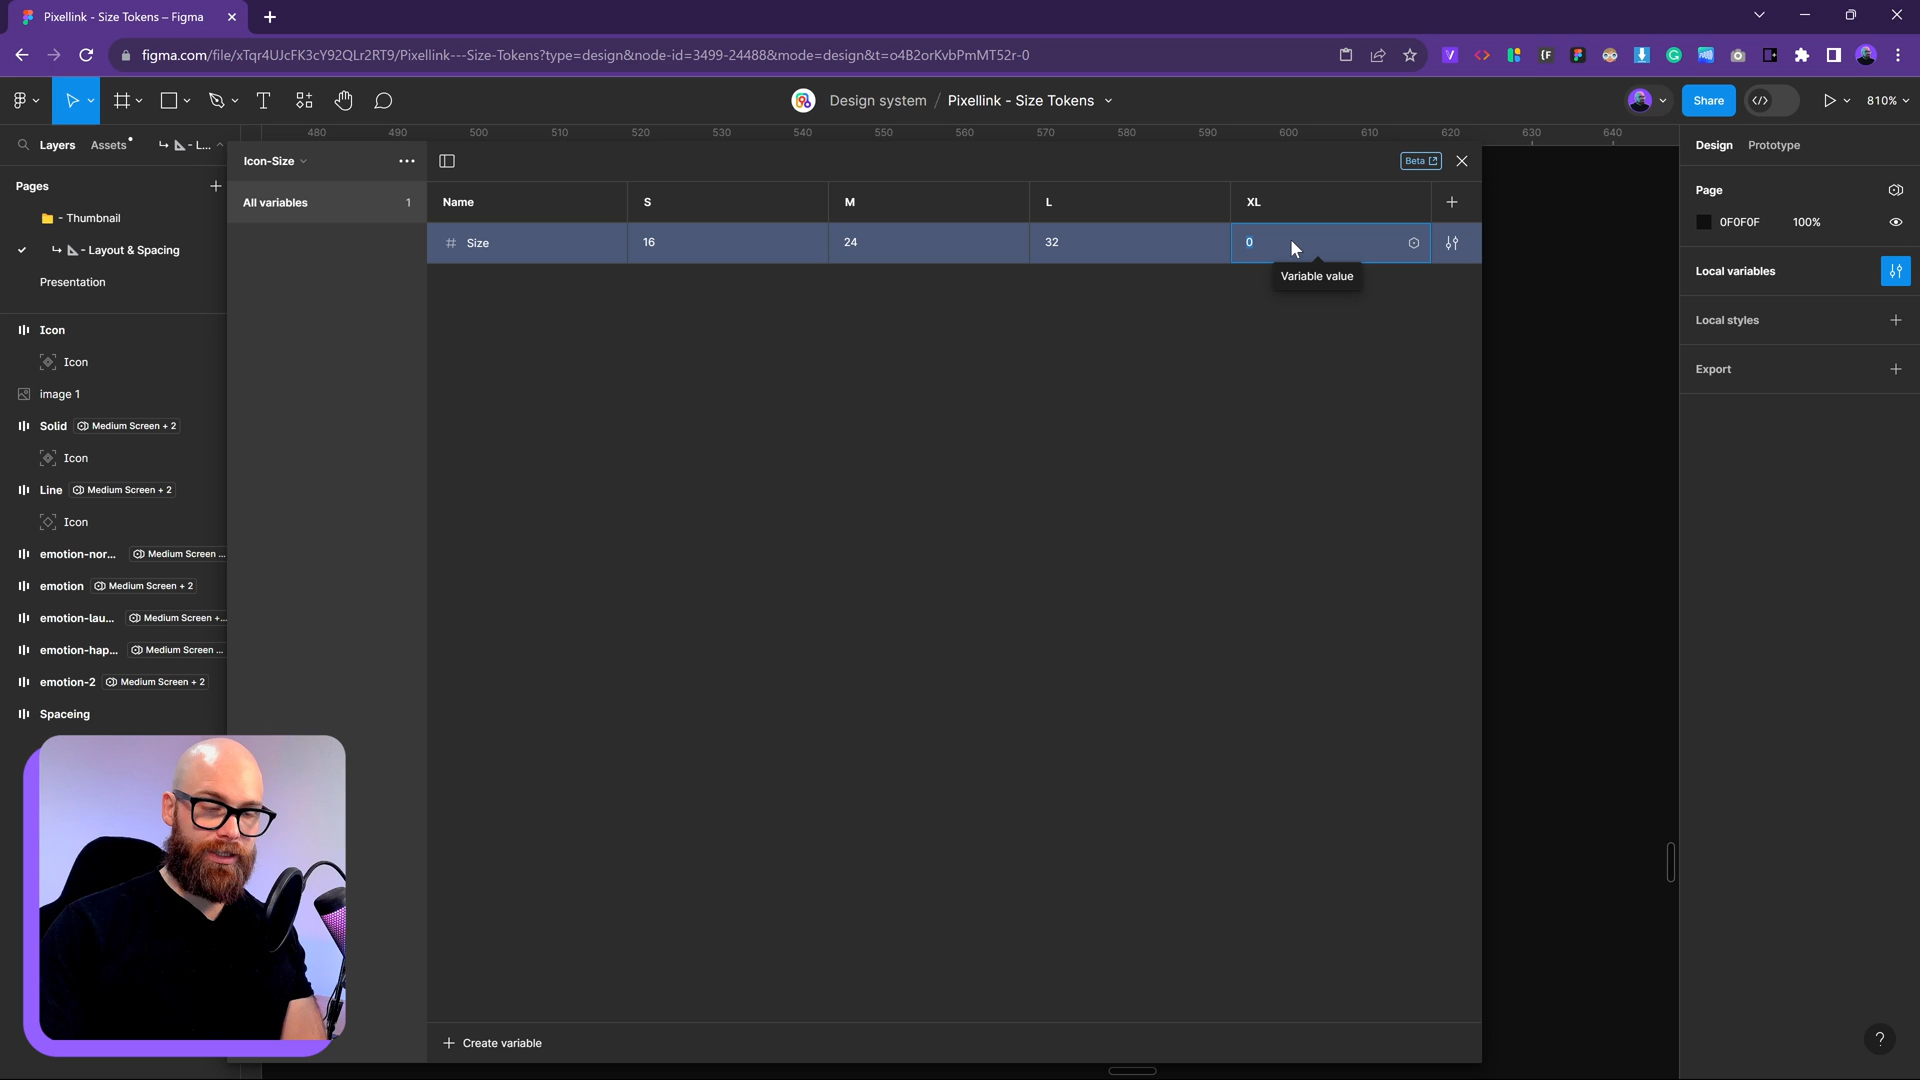 Pixellink - Size Tokens – Figma
figma.com/file/xTqr4UJcFK3cY92QLr2RT9/Pixellink---Size-Tokens?type=design&node-id=3499-24488&mode=design&t=o4B2orKvbPmMT52r-0
Design system / Pixellink - Size Tokens
Share
810%
Layers
Assets
- L...
480 490 500 510 520 530 540 550 560 570 580 590 600 610 620 630 640
Design
Prototype
Icon-Size
Beta
Pages
Page
All variables 1
Name
S
M
L
XL
- Thumbnail
0F0F0F 100%
Size
16
24
32
0
- Layout & Spacing
Variable value
Local variables
Presentation
Local styles
Icon
Icon
Export
image 1
Solid Medium Screen + 2
Icon
Line Medium Screen + 2
Icon
emotion-nor... Medium Screen ...
emotion Medium Screen + 2
emotion-lau... Medium Screen +...
emotion-hap... Medium Screen ...
emotion-2 Medium Screen + 2
Spaceing
Create variable
?